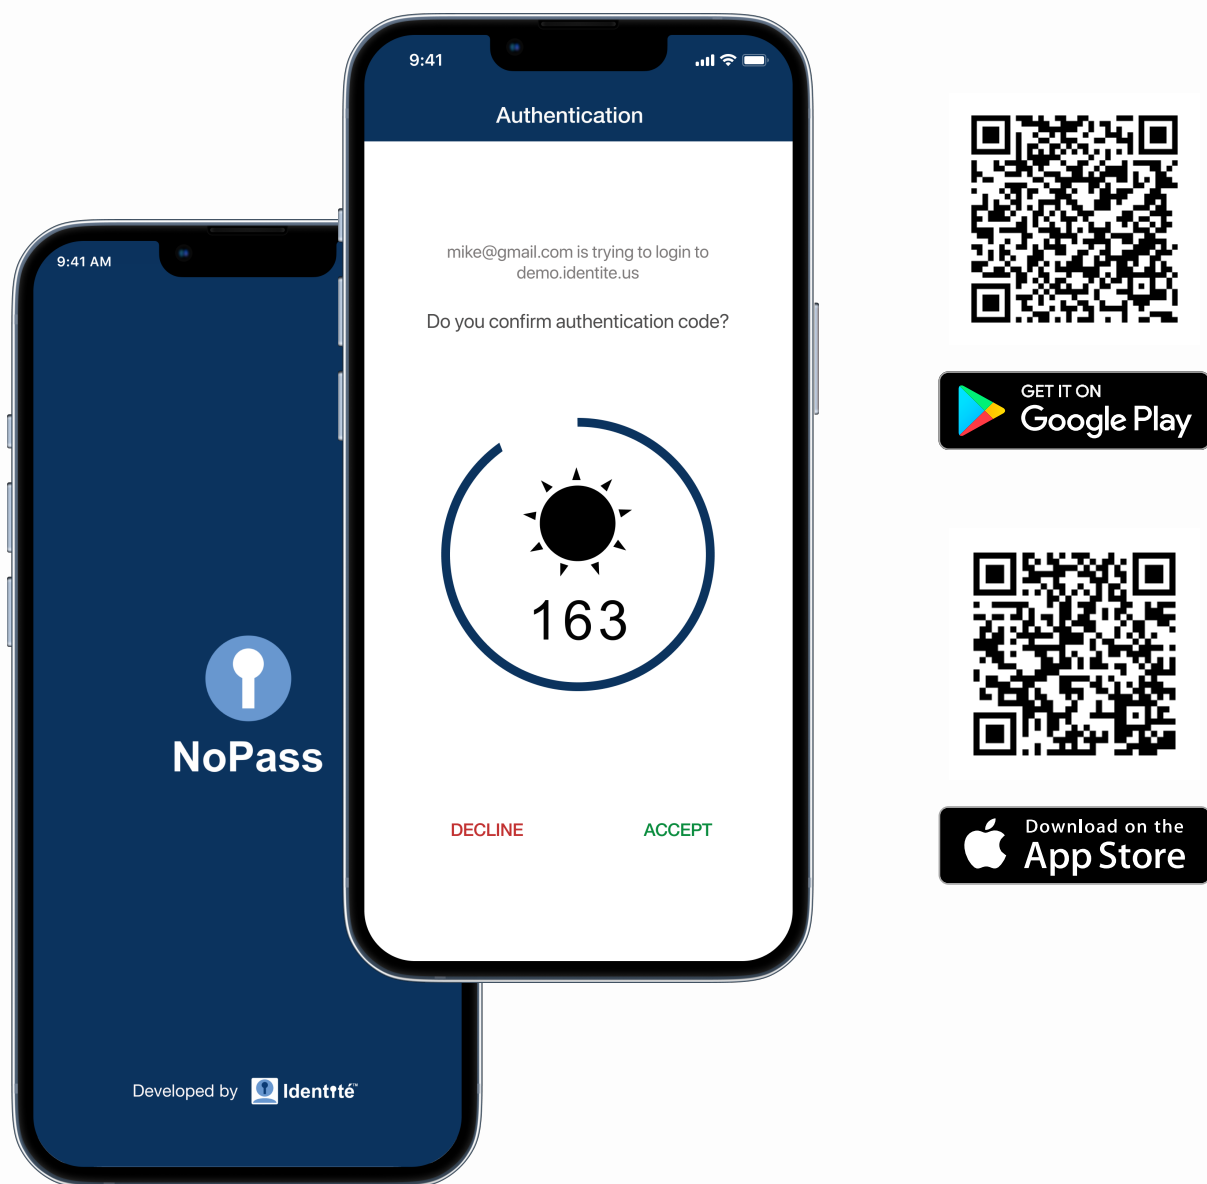 9:41 AM
NoPass
Developed by Identité™
9:41
Authentication
mike@gmail.com is trying to login to
demo.identite.us
Do you confirm authentication code?
163
DECLINE ACCEPT
GET IT ON
Google Play
Download on the
App Store